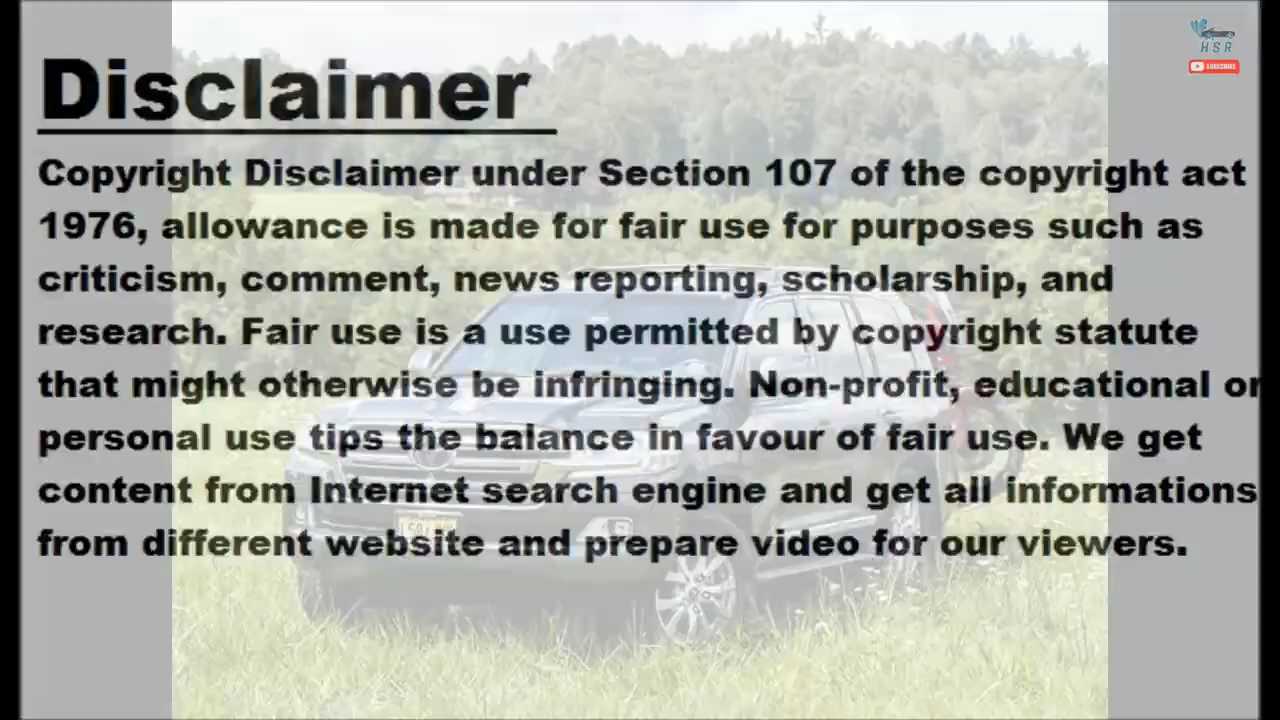 HSR
SUBSCRIBE
Disclaimer
Copyright Disclaimer under Section 107 of the copyright act
1976, allowance is made for fair use for purposes such as
criticism, comment, news reporting, scholarship, and
research. Fair use is a use permitted by copyright statute
that might otherwise be infringing. Non-profit, educational or
personal use tips the balance in favour of fair use. We get
content from Internet search engine and get all informations
from different website and prepare video for our viewers.